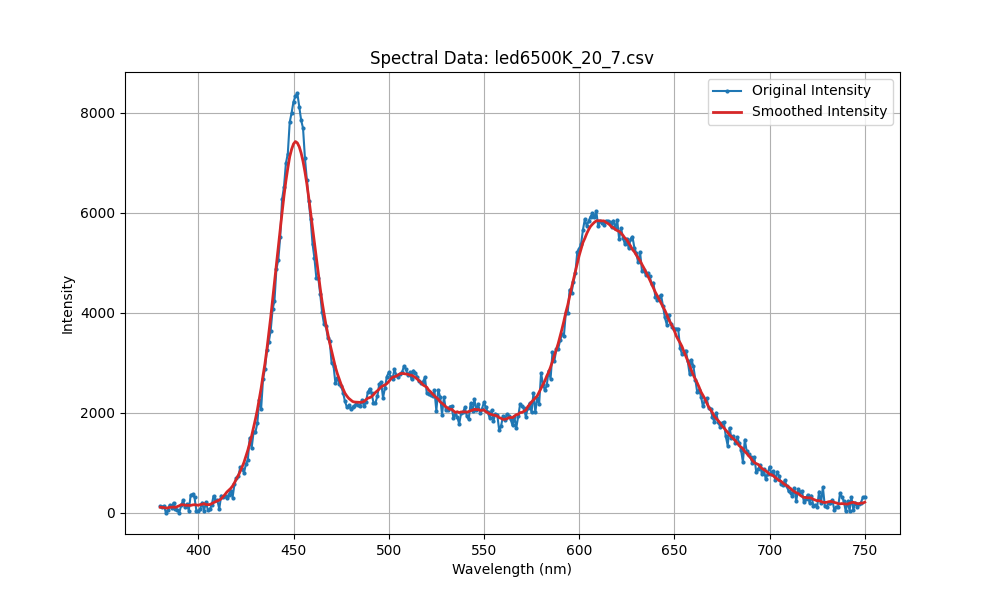 Spectral Data: led6500K_20_7.csv
Original Intensity
Smoothed Intensity
Intensity
8000
6000
4000
2000
0
400 450 500 550 600 650 700 750
Wavelength (nm)